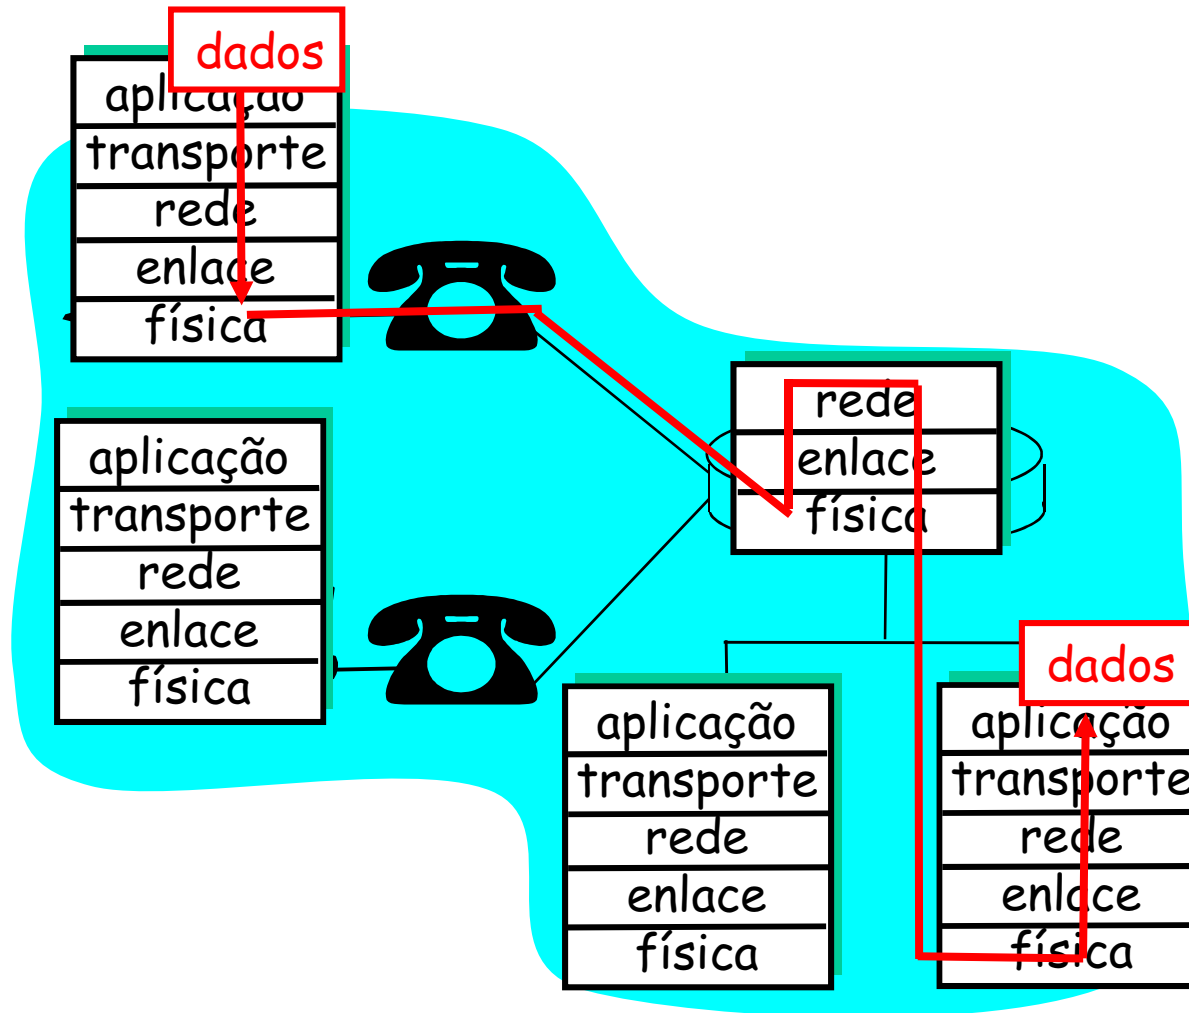 dados
aplicação
transporte
rede
enlace
física
aplicação
transporte
rede
enlace
física
rede
enlace
física
aplicação
transporte
rede
enlace
física
dados
aplicação
transporte
rede
enlace
física